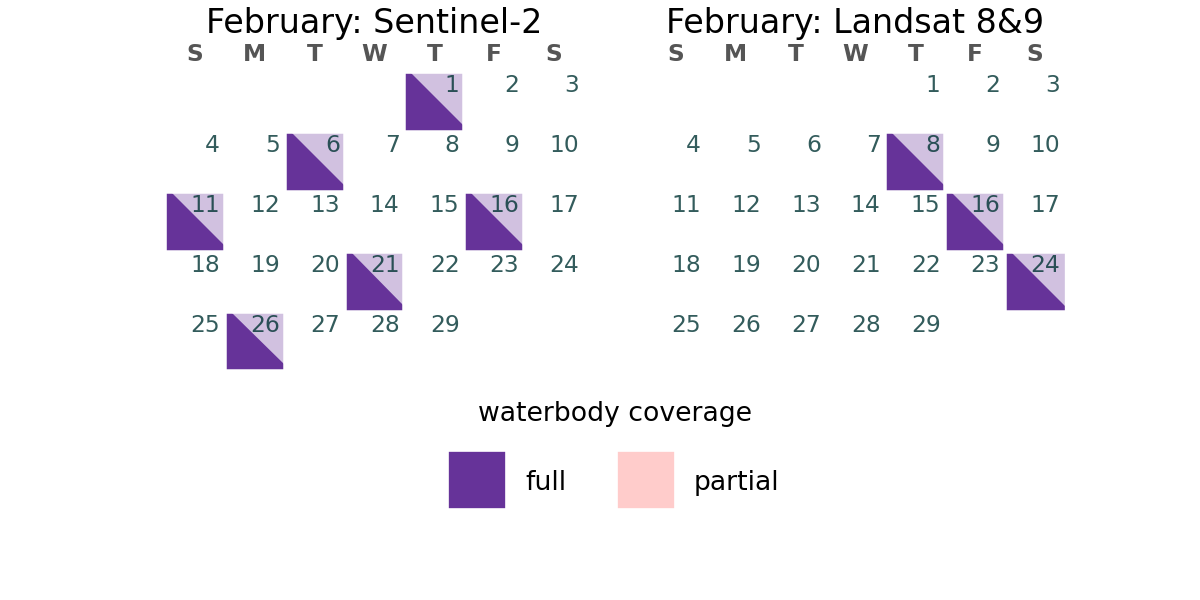 February: Sentinel-2
S M T W T F S
1 2 3
4 5 6 7 8 9 10
11 12 13 14 15 16 17
18 19 20 21 22 23 24
25 26 27 28 29
February: Landsat 8&9
S M T W T F S
1 2 3
4 5 6 7 8 9 10
11 12 13 14 15 16 17
18 19 20 21 22 23 24
25 26 27 28 29
waterbody coverage
full partial